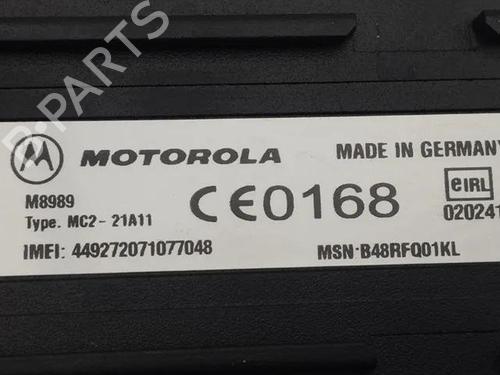 MOTOROLA
MADE IN GERMANY
M8989
Type. MC2-21A11
CE0168
eIRL
020241
IMEI: 449272071077048
MSN·B48RFQ01KL
B-PARTS